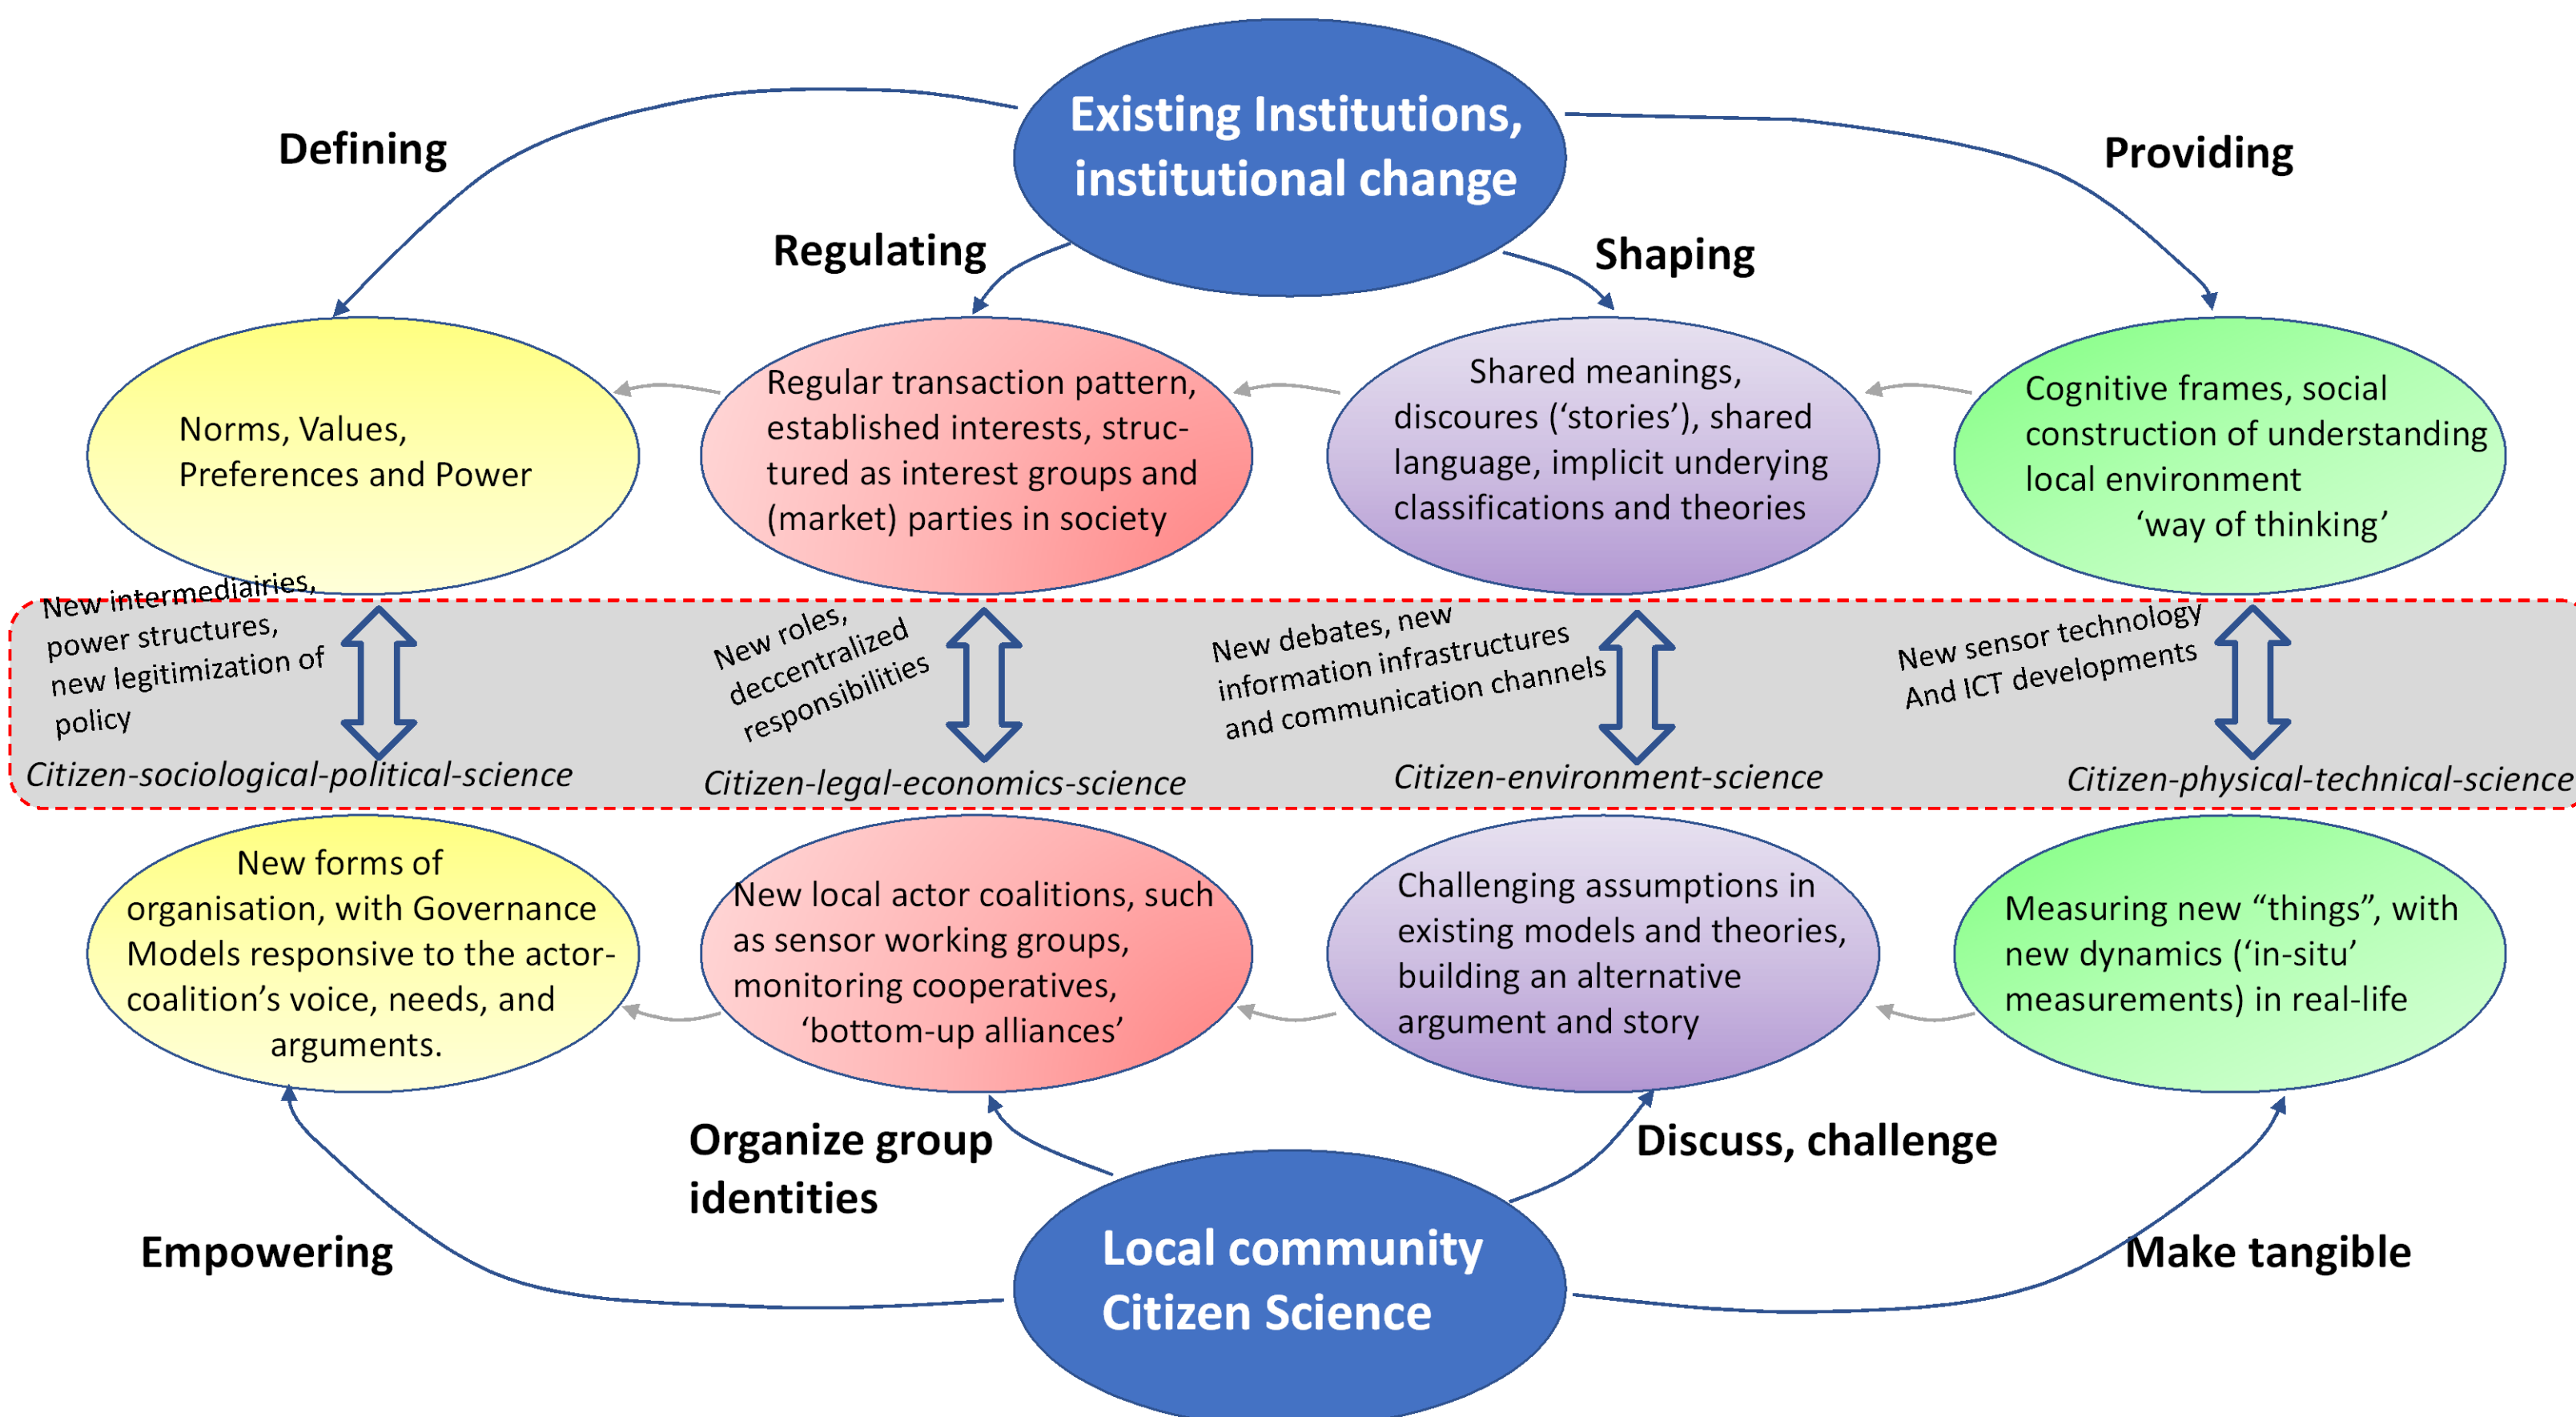 Existing Institutions,
institutional change
Defining
Providing
Regulating
Shaping
Norms, Values,
Preferences and Power
Regular transaction pattern,
established interests, struc-
tured as interest groups and
(market) parties in society
Shared meanings,
discoures (‘stories’), shared
language, implicit underying
classifications and theories
Cognitive frames, social
construction of understanding
local environment
‘way of thinking’
New intermediairies,
power structures,
new legitimization of
policy
New roles,
deccentralized
responsibilities
New debates, new
information infrastructures
and communication channels
New sensor technology
And ICT developments
Citizen-sociological-political-science
Citizen-legal-economics-science
Citizen-environment-science
Citizen-physical-technical-science
New forms of
organisation, with Governance
Models responsive to the actor-
coalition’s voice, needs, and
arguments.
New local actor coalitions, such
as sensor working groups,
monitoring cooperatives,
‘bottom-up alliances’
Challenging assumptions in
existing models and theories,
building an alternative
argument and story
Measuring new “things”, with
new dynamics (‘in-situ’
measurements) in real-life
Organize group
identities
Discuss, challenge
Empowering
Make tangible
Local community
Citizen Science